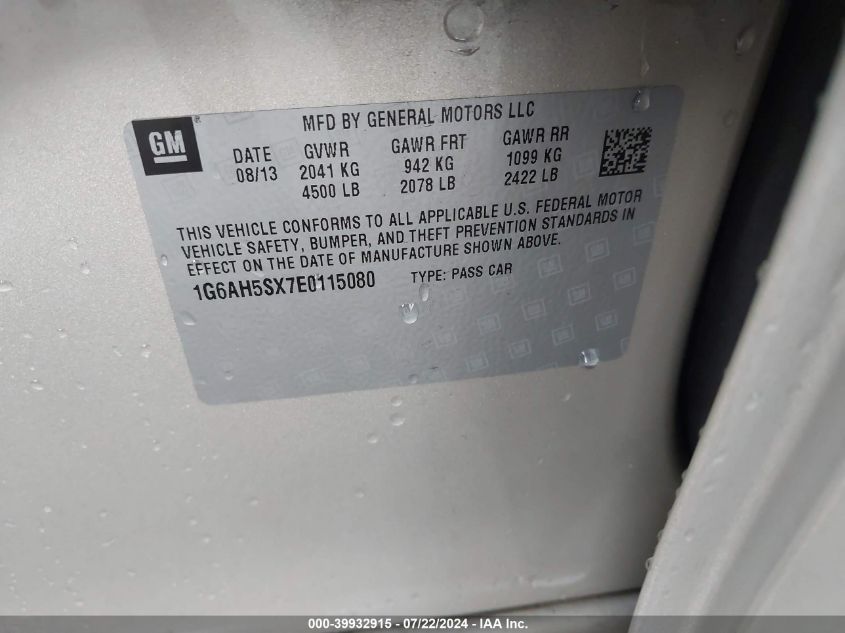 GM
MFD BY GENERAL MOTORS LLC
DATE GVWR GAWR FRT GAWR RR
08/13 2041 KG 942 KG 1099 KG
4500 LB 2078 LB 2422 LB
THIS VEHICLE CONFORMS TO ALL APPLICABLE U.S. FEDERAL MOTOR
VEHICLE SAFETY, BUMPER, AND THEFT PREVENTION STANDARDS IN
EFFECT ON THE DATE OF MANUFACTURE SHOWN ABOVE.
1G6AH5SX7E0115080 TYPE: PASS CAR
000-39932915 - 07/22/2024 - IAA Inc.